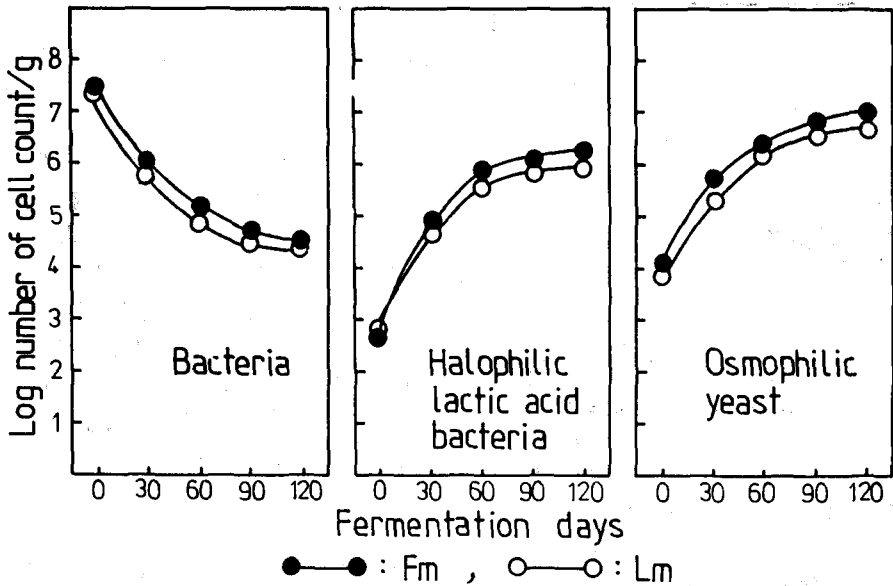 Log number of cell count/g
8
7
6
5
4
3
2
1
Bacteria
Halophilic
lactic acid
bacteria
Osmophilic
yeast
0 30 60 90 120
0 30 60 90 120
0 30 60 90 120
Fermentation days
: Fm , : Lm